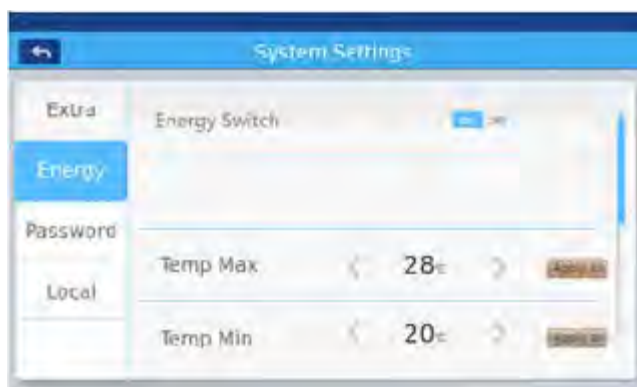 System Settings
Extra
Energy Switch
Energy
Password
Temp Max 28
Local
Temp Min 20